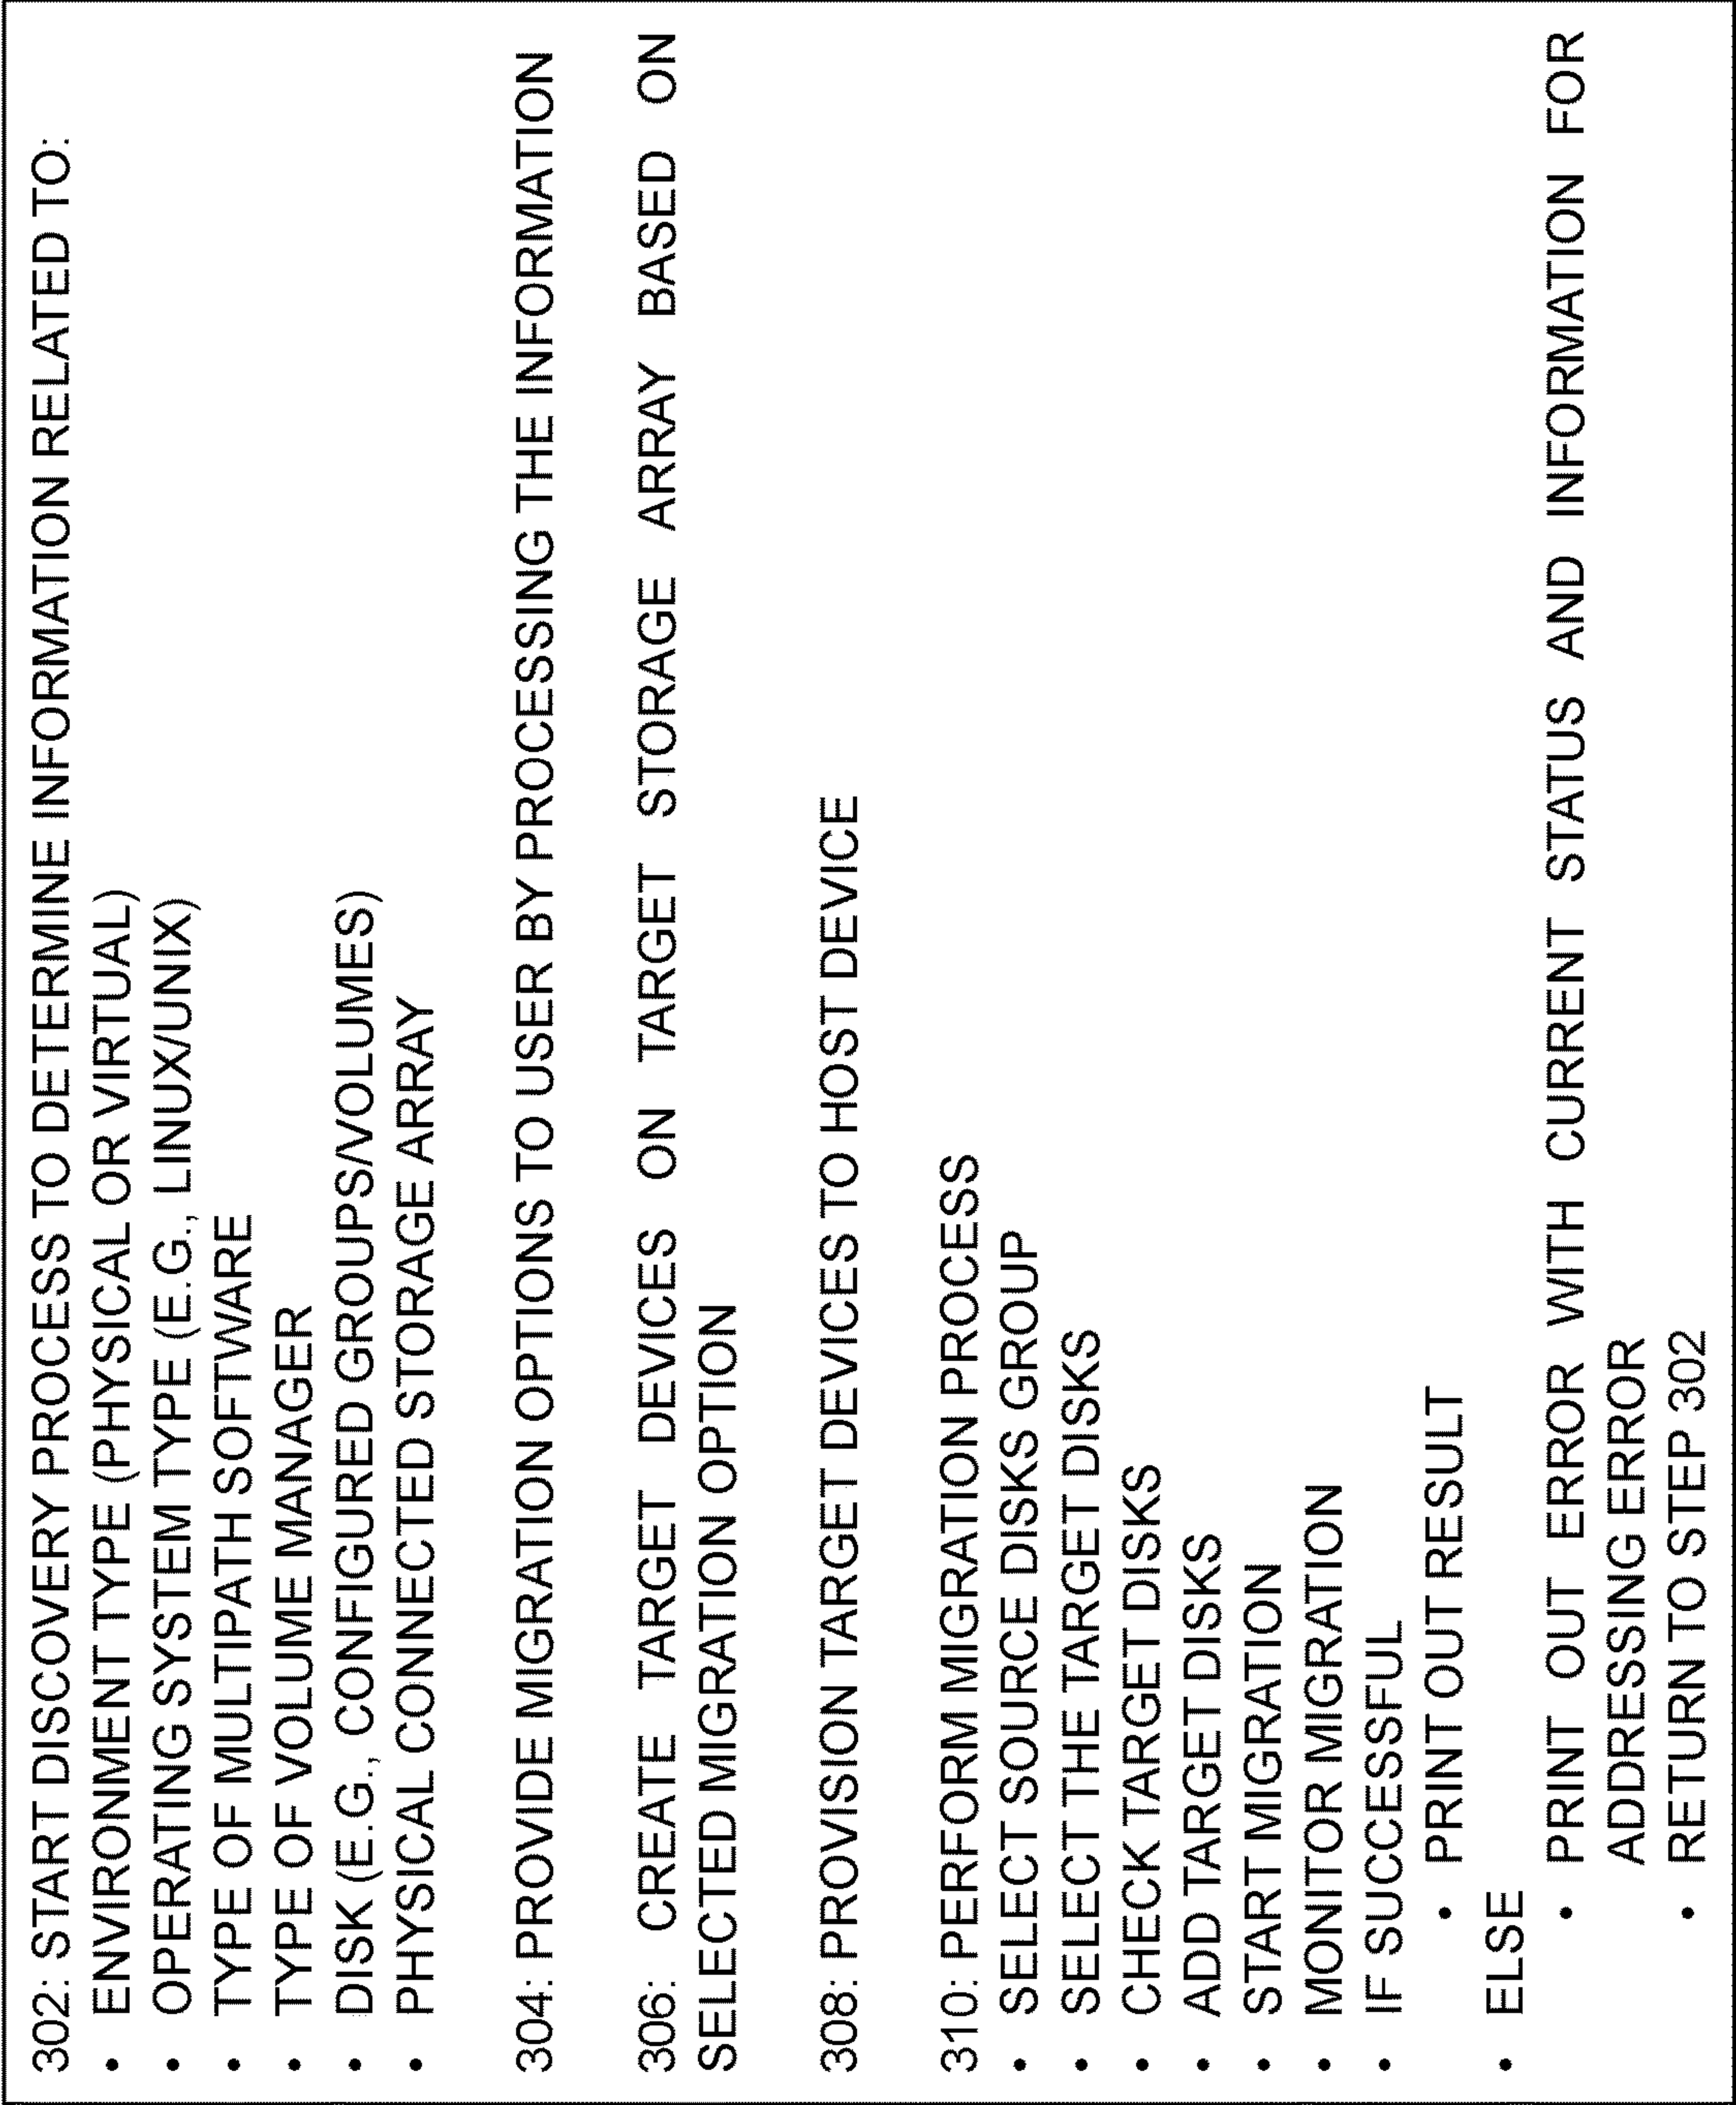 302: START DISCOVERY PROCESS TO DETERMINE INFORMATION RELATED TO:
• ENVIRONMENT TYPE (PHYSICAL OR VIRTUAL)
• OPERATING SYSTEM TYPE (E.G., LINUX/UNIX)
• TYPE OF MULTIPATH SOFTWARE
• TYPE OF VOLUME MANAGER
• DISK (E.G., CONFIGURED GROUPS/VOLUMES)
• PHYSICAL CONNECTED STORAGE ARRAY
304: PROVIDE MIGRATION OPTIONS TO USER BY PROCESSING THE INFORMATION
306: CREATE TARGET DEVICES ON TARGET STORAGE ARRAY BASED ON
SELECTED MIGRATION OPTION
308: PROVISION TARGET DEVICES TO HOST DEVICE
310: PERFORM MIGRATION PROCESS
• SELECT SOURCE DISKS GROUP
• SELECT THE TARGET DISKS
• CHECK TARGET DISKS
• ADD TARGET DISKS
• START MIGRATION
• MONITOR MIGRATION
• IF SUCCESSFUL
• PRINT OUT RESULT
• ELSE
• PRINT OUT ERROR WITH CURRENT STATUS AND INFORMATION FOR
ADDRESSING ERROR
• RETURN TO STEP 302